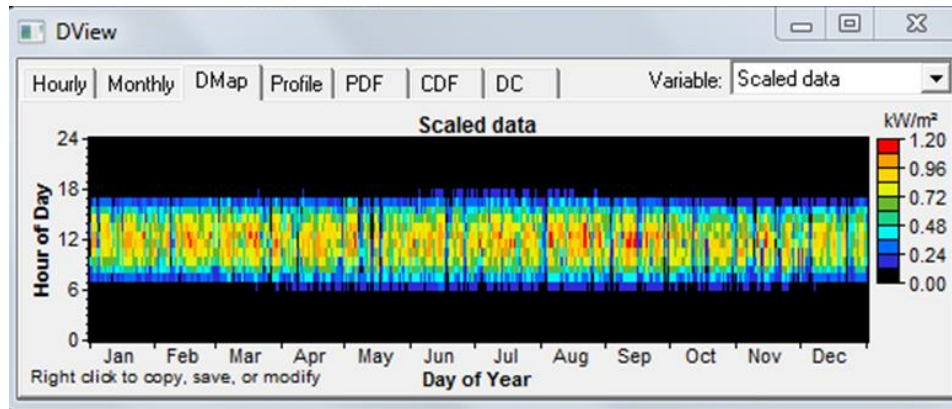 DView
Hourly Monthly DMap Profile PDF CDF DC Variable: Scaled data
Scaled data
kW/m²
24
18
12
6
0
Hour of Day
1.20
0.96
0.72
0.48
0.24
0.00
Jan Feb Mar Apr May Jun Jul Aug Sep Oct Nov Dec
Right click to copy, save, or modify
Day of Year